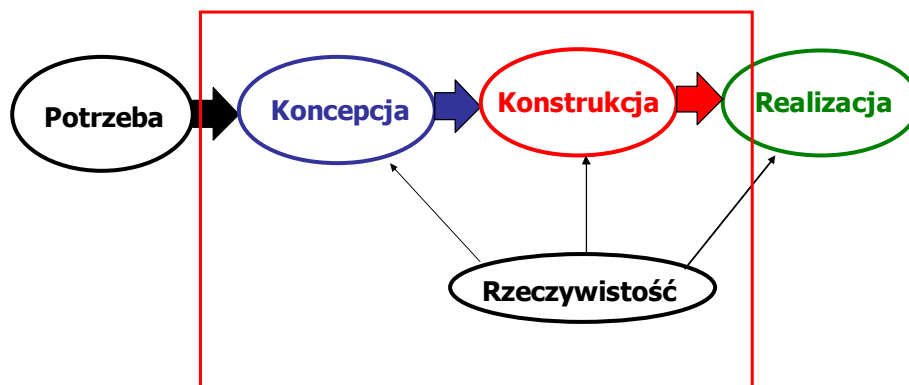 Potrzeba
Koncepcja
Konstrukcja
Realizacja
Rzeczywistość